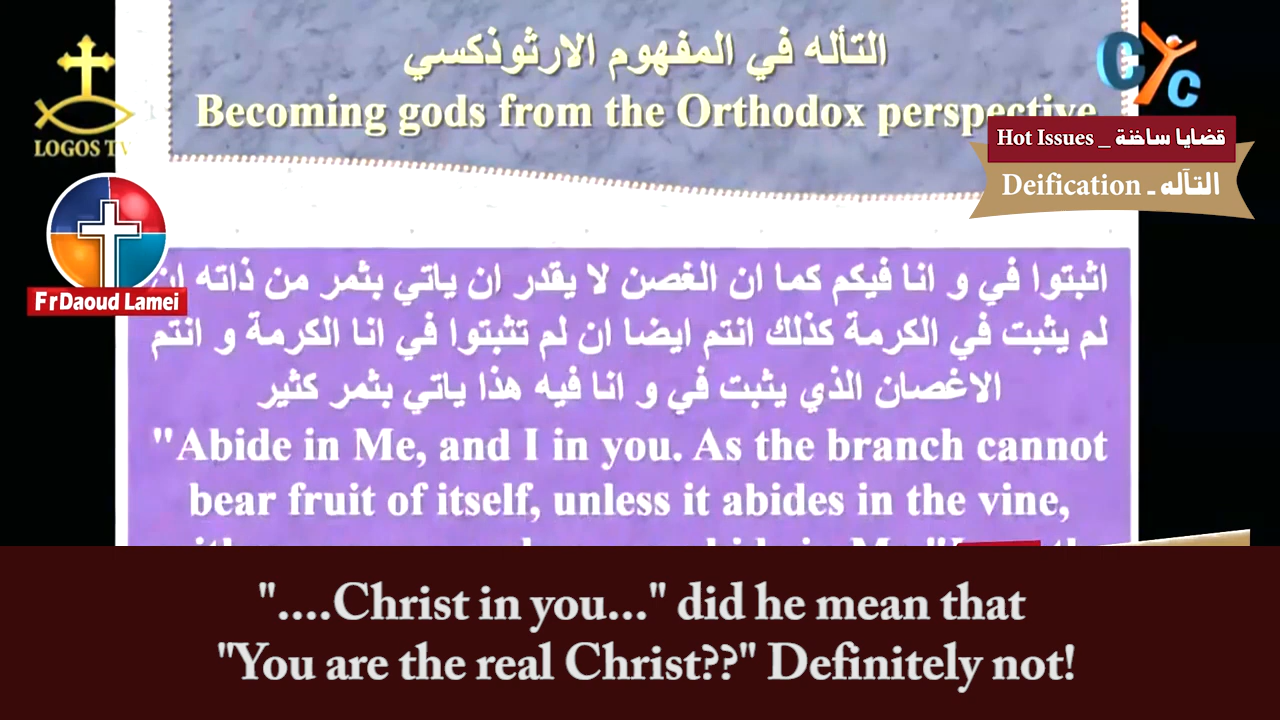 التأله في المفهوم الارثوذكسي
Becoming gods from the Orthodox perspective
CYC
Hot Issues _ قضايا ساخنة
Deification - التأله
LOGOS TV
Fr Daoud Lamei
اثبتوا في و انا فيكم كما ان الغصن لا يقدر ان ياتي بثمر من ذاته ان
لم يثبت في الكرمة كذلك انتم ايضا ان لم تثبتوا في انا الكرمة و انتم
الاغصان الذي يثبت في و انا فيه هذا ياتي بثمر كثير
"Abide in Me, and I in you. As the branch cannot
bear fruit of itself, unless it abides in the vine,
"....Christ in you..." did he mean that
"You are the real Christ??" Definitely not!